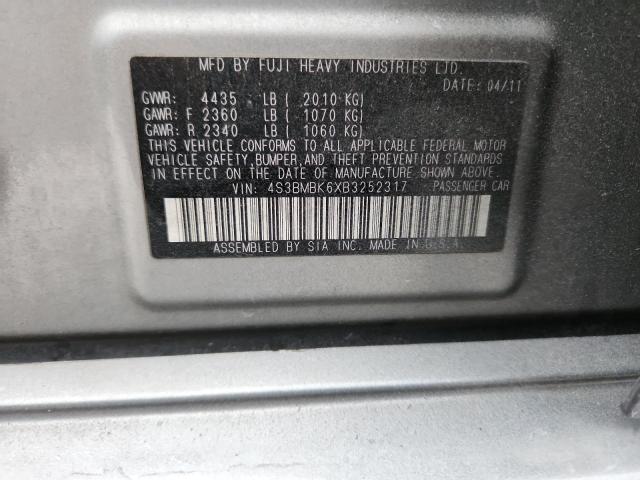 MFD BY FUJI HEAVY INDUSTRIES LTD.
DATE: 04/11
GVWR: 4435 LB ( 2010 KG)
GAWR: F 2360 LB ( 1070 KG)
GAWR: R 2340 LB ( 1060 KG)
THIS VEHICLE CONFORMS TO ALL APPLICABLE FEDERAL MOTOR
VEHICLE SAFETY, BUMPER, AND THEFT PREVENTION STANDARDS
IN EFFECT ON THE DATE OF MANUFACTURE SHOWN ABOVE.
VIN: 4S3BMBK6XB3252317 PASSENGER CAR
ASSEMBLED BY SIA INC. MADE IN U.S.A.